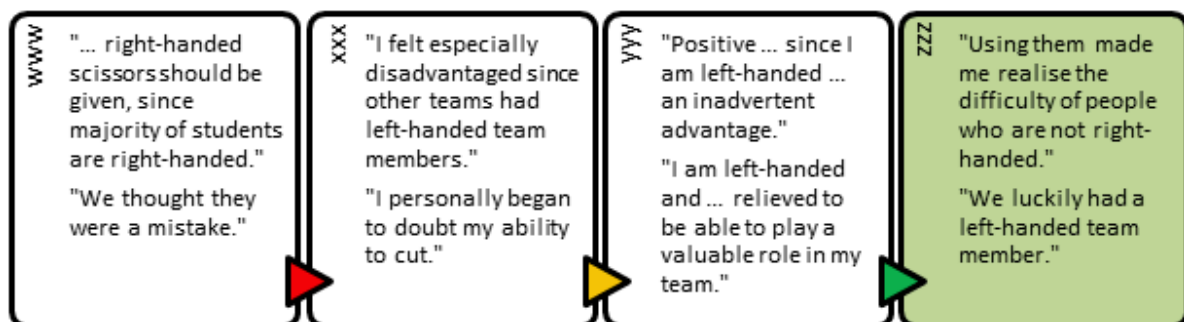 www
"... right-handed
scissors should be
given, since
majority of students
are right-handed."
"We thought they
were a mistake."
xxx
"I felt especially
disadvantaged since
other teams had
left-handed team
members."
"I personally began
to doubt my ability
to cut."
yyy
"Positive ... since I
am left-handed ...
an inadvertent
advantage."
"I am left-handed
and ... relieved to
be able to play a
valuable role in my
team."
zzz
"Using them made
me realise the
difficulty of people
who are not right-
handed."
"We luckily had a
left-handed team
member."